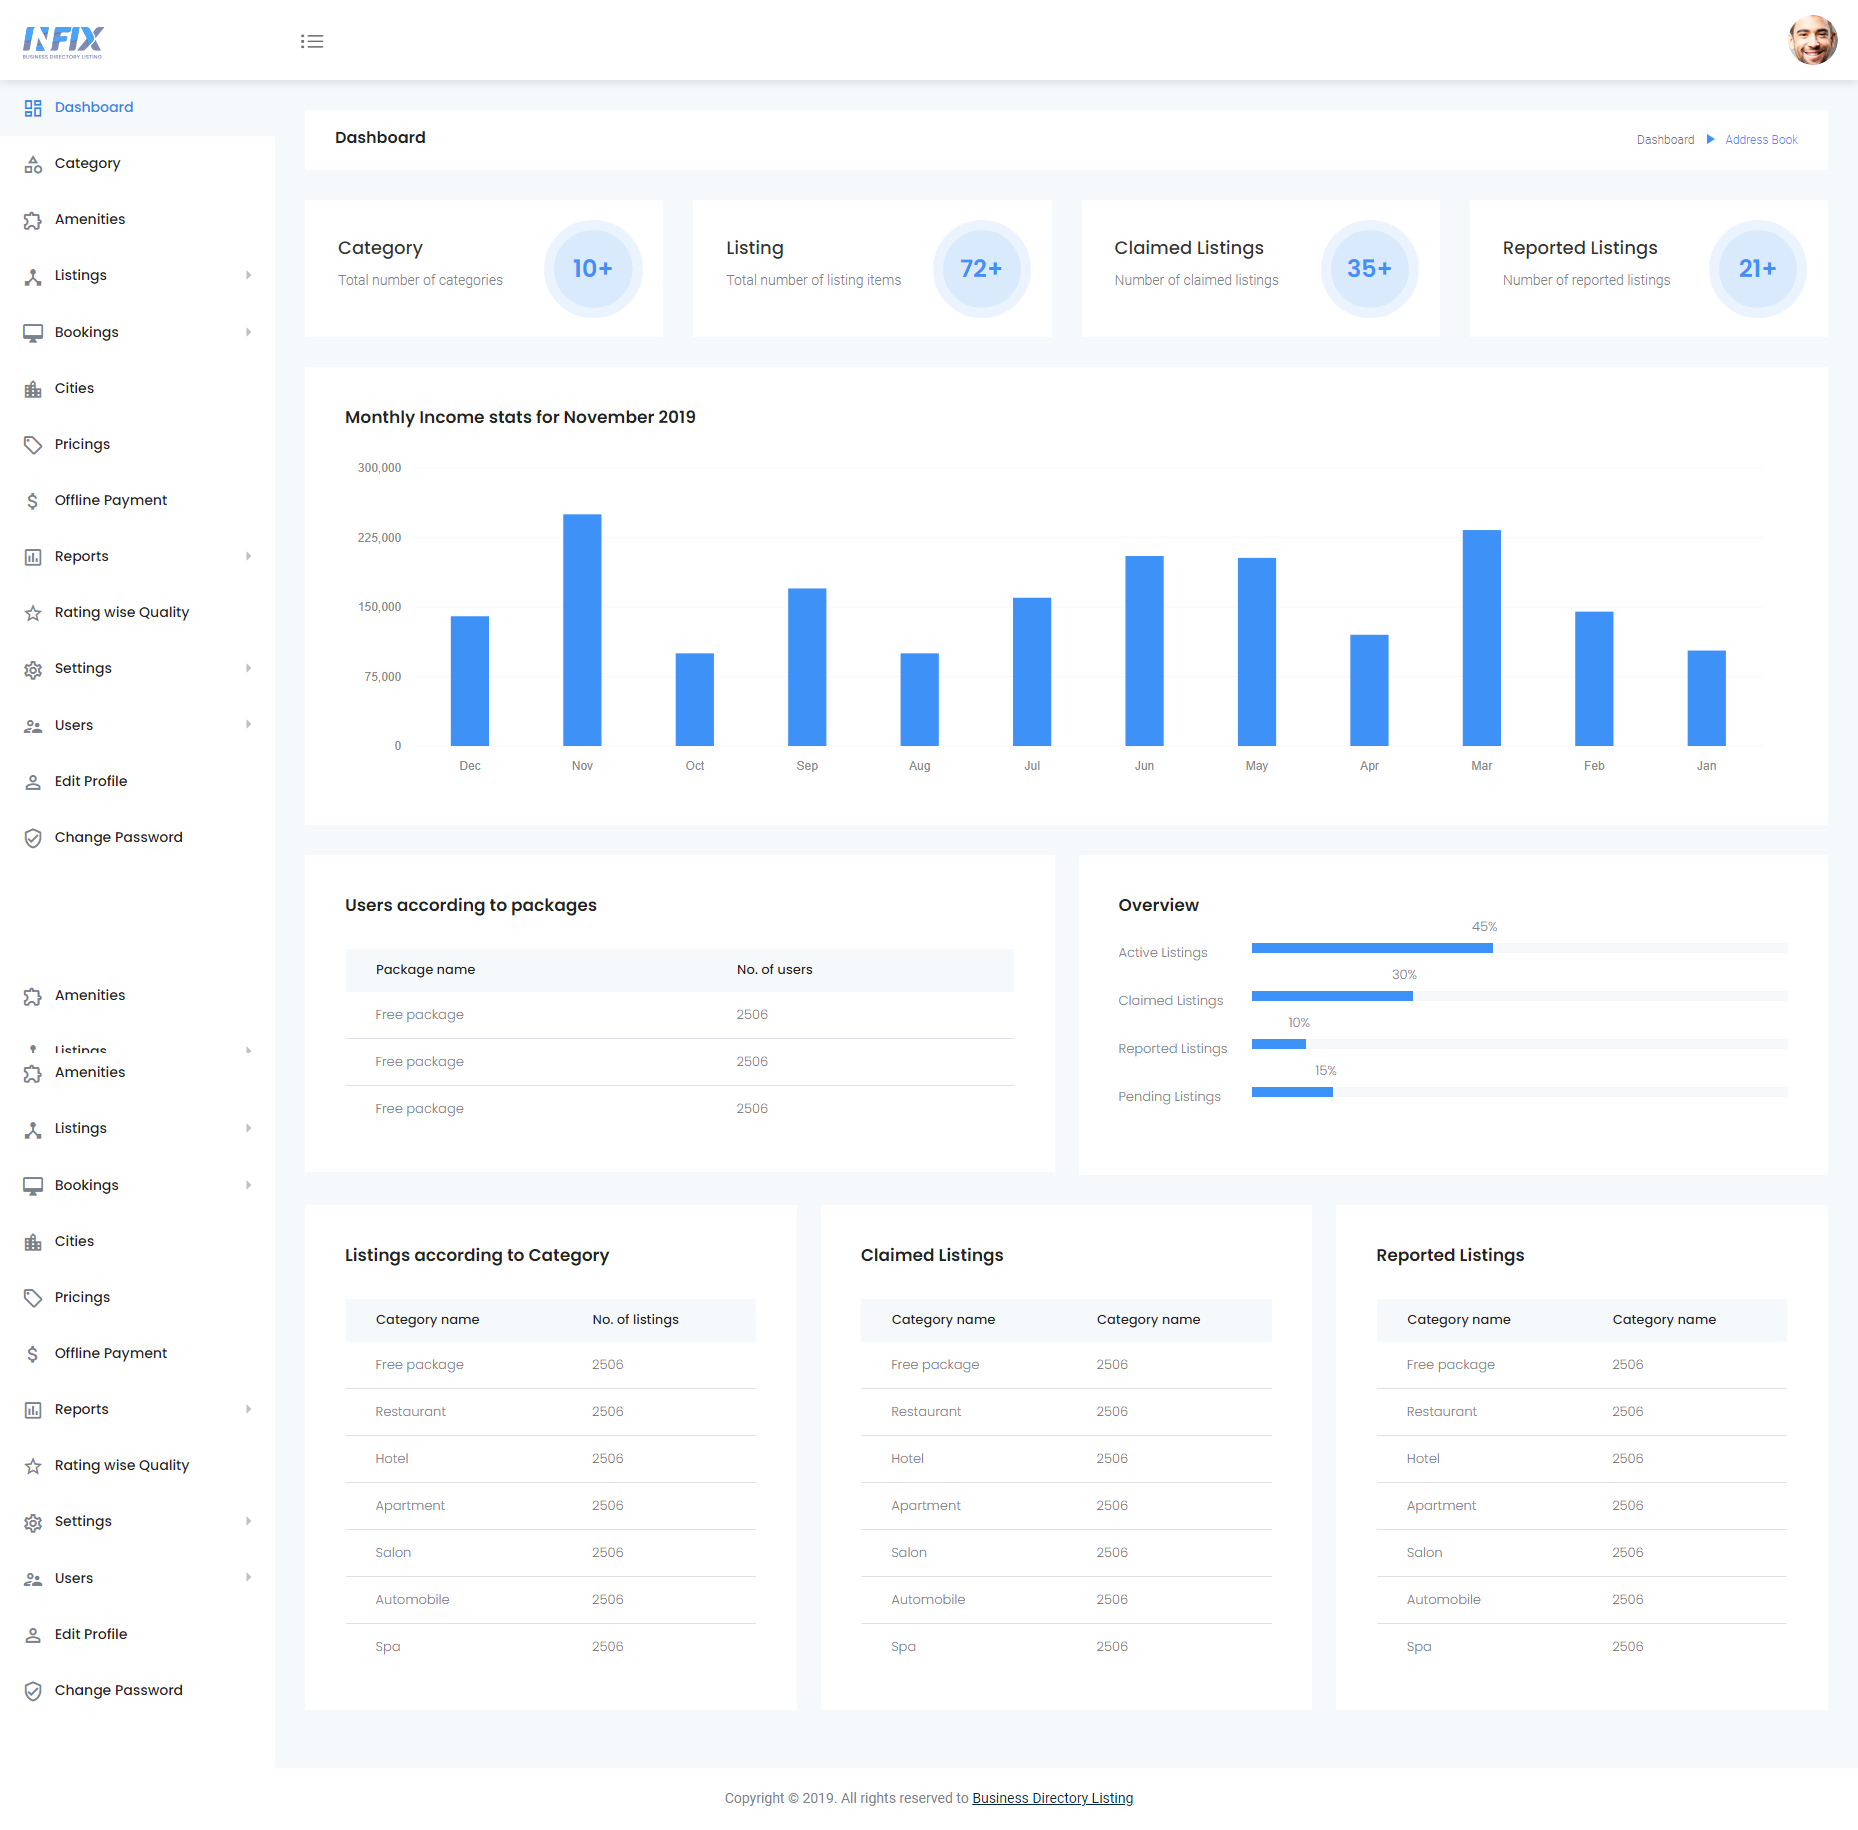 INFIX
BUSINESS DIRECTORY LISTING
Dashboard
Category
Amenities
Listings
Bookings
Cities
Pricings
Offline Payment
Reports
Rating wise Quality
Settings
Users
Edit Profile
Change Password
Amenities
Listings
Amenities
Listings
Bookings
Cities
Pricings
Offline Payment
Reports
Rating wise Quality
Settings
Users
Edit Profile
Change Password
Dashboard
Dashboard Address Book
Category
Total number of categories
10+
Listing
Total number of listing items
72+
Claimed Listings
Number of claimed listings
35+
Reported Listings
Number of reported listings
21+
Monthly Income stats for November 2019
300,000
225,000
150,000
75,000
0
Dec Nov Oct Sep Aug Jul Jun May Apr Mar Feb Jan
Users according to packages
Package name No. of users
Free package 2506
Free package 2506
Free package 2506
Overview
45%
Active Listings
30%
Claimed Listings
10%
Reported Listings
15%
Pending Listings
Listings according to Category
Category name No. of listings
Free package 2506
Restaurant 2506
Hotel 2506
Apartment 2506
Salon 2506
Automobile 2506
Spa 2506
Claimed Listings
Category name Category name
Free package 2506
Restaurant 2506
Hotel 2506
Apartment 2506
Salon 2506
Automobile 2506
Spa 2506
Reported Listings
Category name Category name
Free package 2506
Restaurant 2506
Hotel 2506
Apartment 2506
Salon 2506
Automobile 2506
Spa 2506
Copyright © 2019. All rights reserved to Business Directory Listing